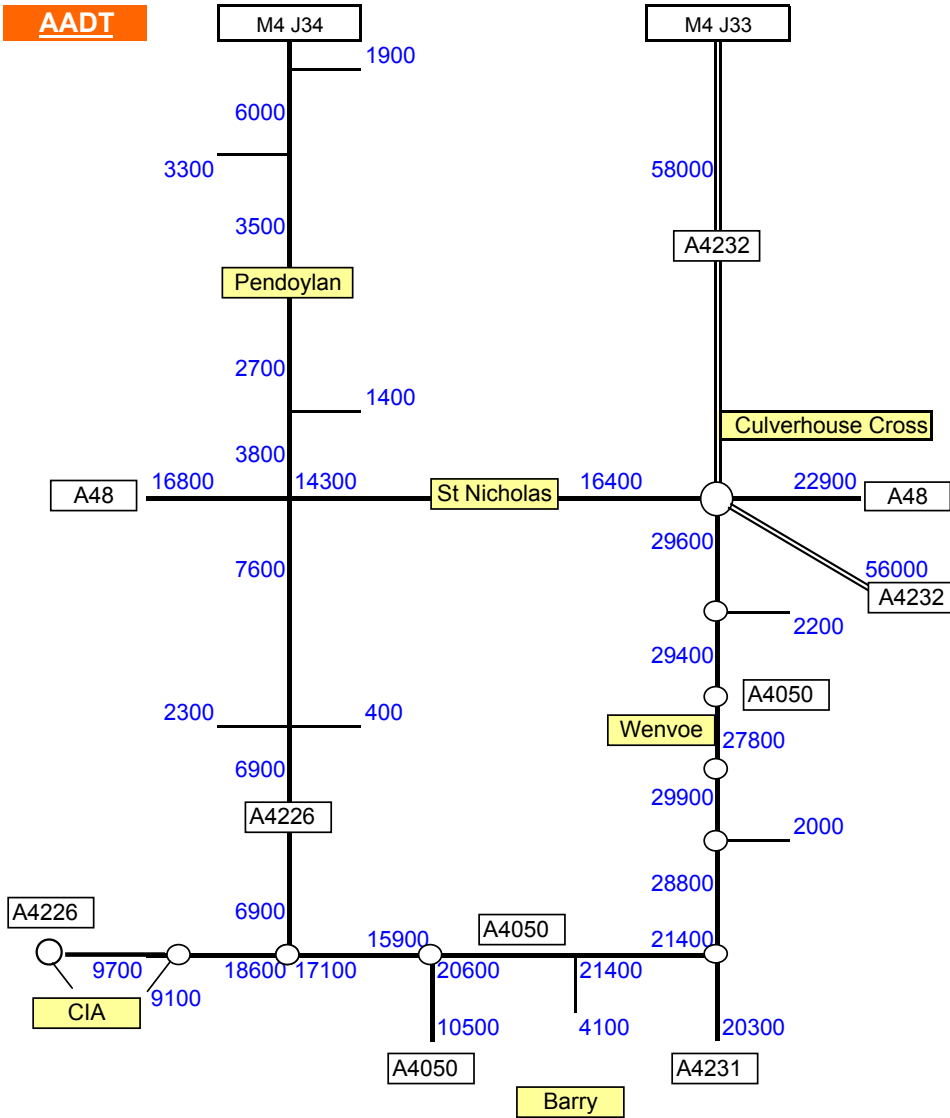 AADT
M4 J34
M4 J33
1900
6000
3300
58000
3500
A4232
Pendoylan
2700
1400
Culverhouse Cross
3800
A48
16800
14300
St Nicholas
16400
22900
A48
29600
7600
56000
A4232
2200
29400
A4050
2300
400
Wenvoe
27800
6900
29900
A4226
2000
28800
A4226
6900
15900
A4050
21400
9700
18600
17100
20600
21400
9100
CIA
10500
4100
20300
A4050
A4231
Barry